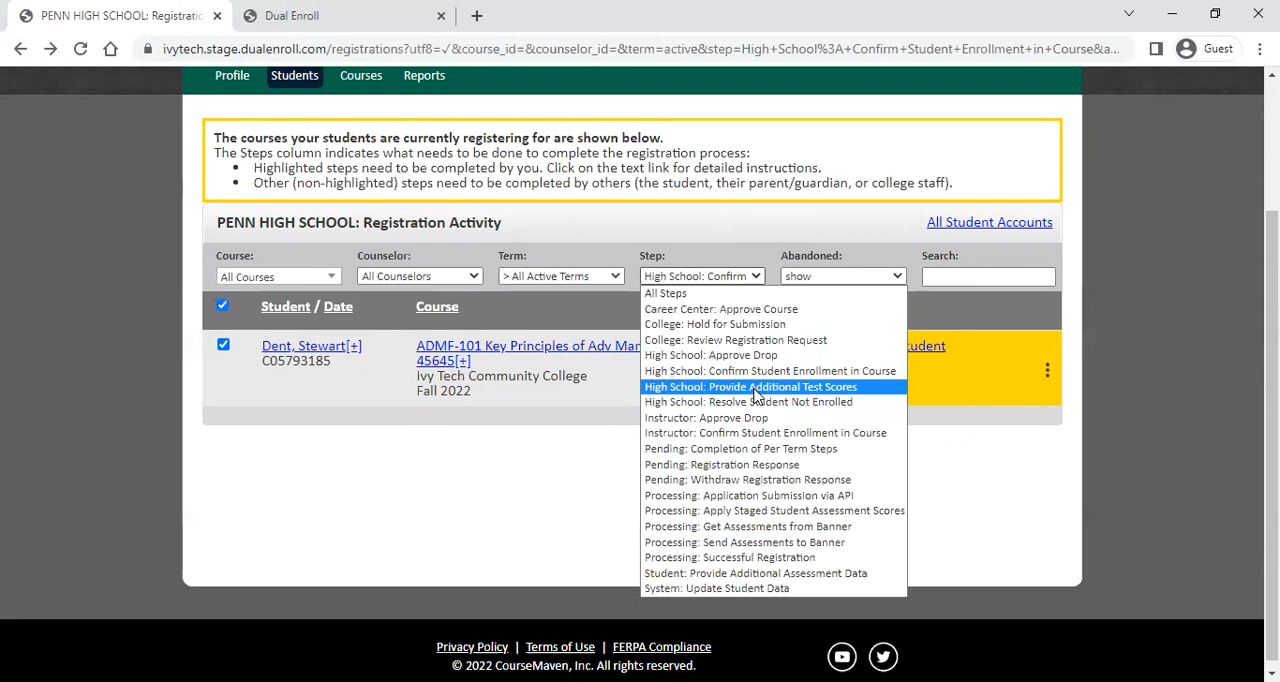 PENN HIGH SCHOOL: Registratic
Dual Enroll
ivytech.stage.dualenroll.com/registrations?utf8=✓&course_id=&counselor_id=&term=active&step=High+School%3A+Confirm+Student+Enrollment+in+Course&a...
Guest
Profile
Students
Courses
Reports
The courses your students are currently registering for are shown below.
The Steps column indicates what needs to be done to complete the registration process:
• Highlighted steps need to be completed by you. Click on the text link for detailed instructions.
• Other (non-highlighted) steps need to be completed by others (the student, their parent/guardian, or college staff).
PENN HIGH SCHOOL: Registration Activity
All Student Accounts
Course:
Counselor:
Term:
Step:
Abandoned:
Search:
All Courses
All Counselors
> All Active Terms
High School: Confirm
show
Student / Date
Course
Dent, Stewart[+]
C05793185
ADMF-101 Key Principles of Adv Man
45645[+]
Ivy Tech Community College
Fall 2022
All Steps
Career Center: Approve Course
College: Hold for Submission
College: Review Registration Request
High School: Approve Drop
High School: Confirm Student Enrollment in Course
High School: Provide Additional Test Scores
High School: Resolve Student Not Enrolled
Instructor: Approve Drop
Instructor: Confirm Student Enrollment in Course
Pending: Completion of Per Term Steps
Pending: Registration Response
Pending: Withdraw Registration Response
Processing: Application Submission via API
Processing: Apply Staged Student Assessment Scores
Processing: Get Assessments from Banner
Processing: Send Assessments to Banner
Processing: Successful Registration
Student: Provide Additional Assessment Data
System: Update Student Data
tudent
Privacy Policy | Terms of Use | FERPA Compliance
© 2022 CourseMaven, Inc. All rights reserved.